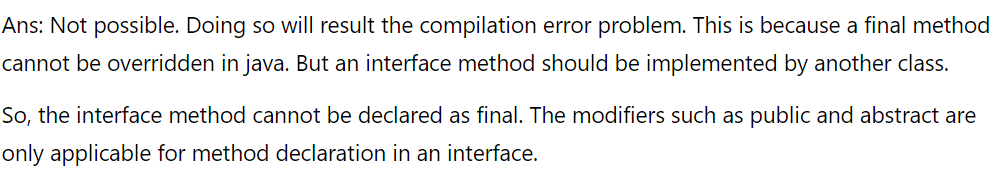 Ans: Not possible. Doing so will result the compilation error problem. This is because a final method
cannot be overridden in java. But an interface method should be implemented by another class.
So, the interface method cannot be declared as final. The modifiers such as public and abstract are
only applicable for method declaration in an interface.